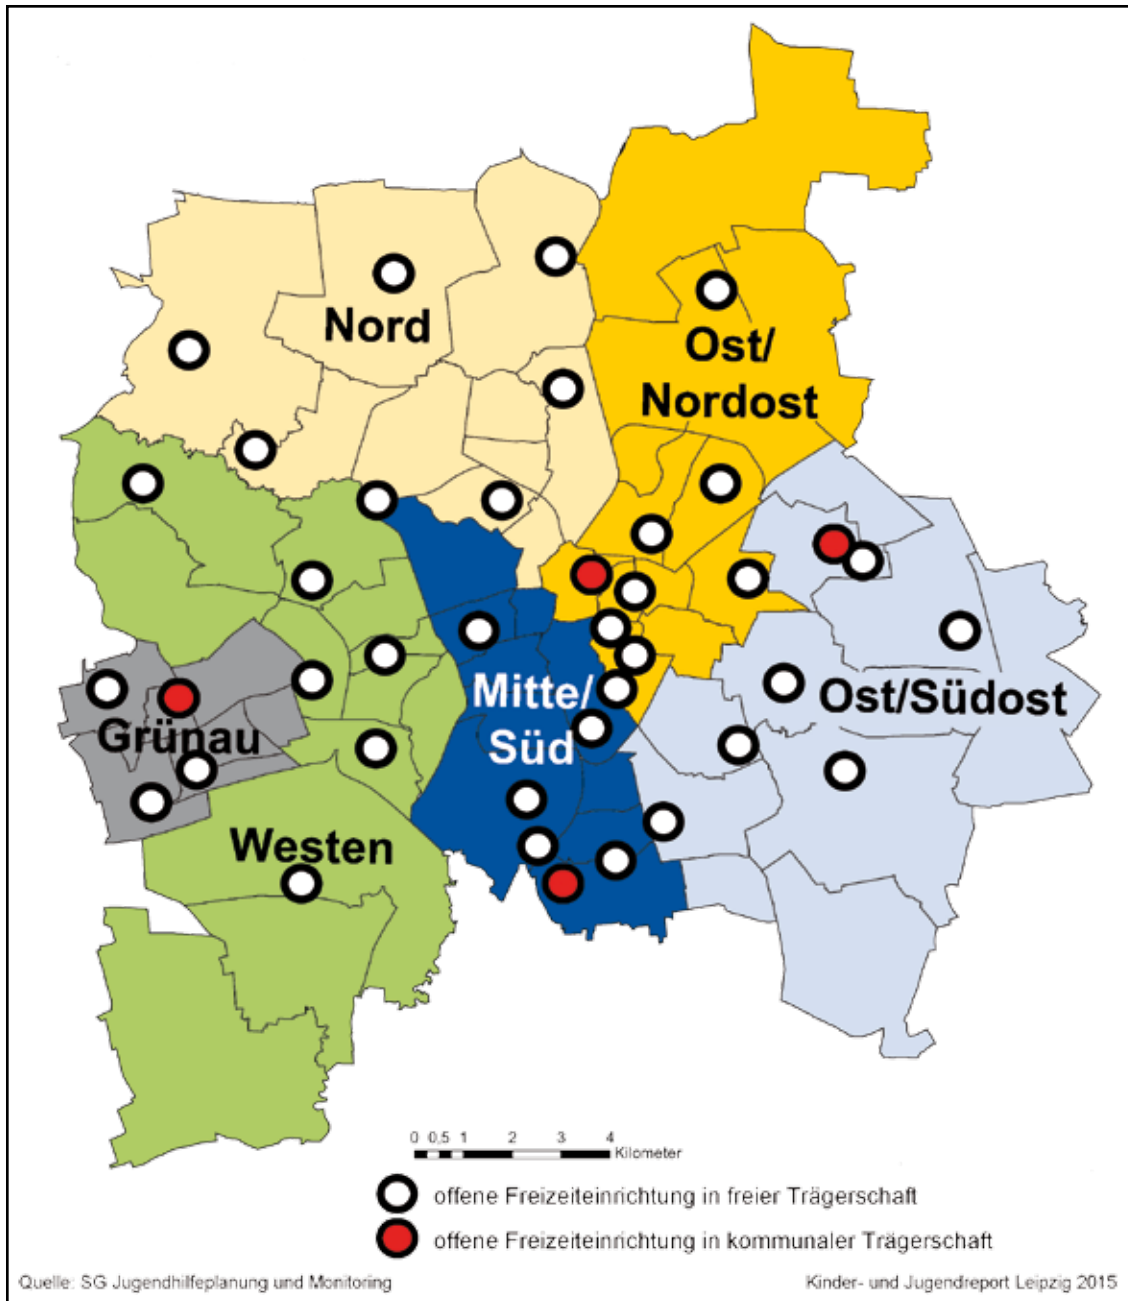 Nord
Ost/
Nordost
Mitte/
Süd
Ost/Südost
Grünau
Westen
0 0,5 1 2 3 4
Kilometer
offene Freizeiteinrichtung in freier Trägerschaft
offene Freizeiteinrichtung in kommunaler Trägerschaft
Quelle: SG Jugendhilfeplanung und Monitoring
Kinder- und Jugendreport Leipzig 2015